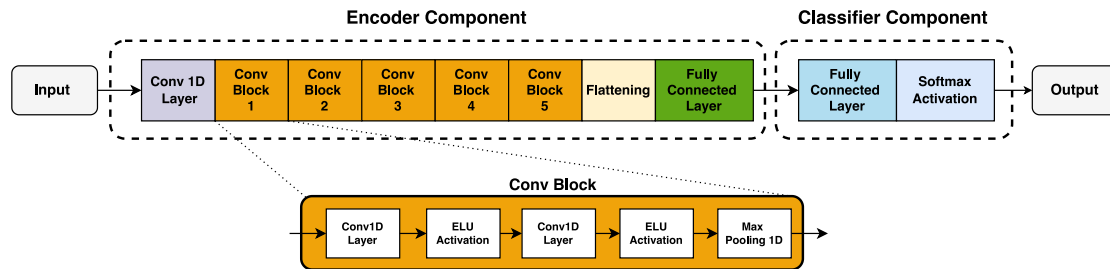 Encoder Component
Classifier Component
Input
Conv 1D
Layer
Conv
Block
1
Conv
Block
2
Conv
Block
3
Conv
Block
4
Conv
Block
5
Flattening
Fully
Connected
Layer
Fully
Connected
Layer
Softmax
Activation
Output
Conv Block
Conv1D
Layer
ELU
Activation
Conv1D
Layer
ELU
Activation
Max
Pooling 1D